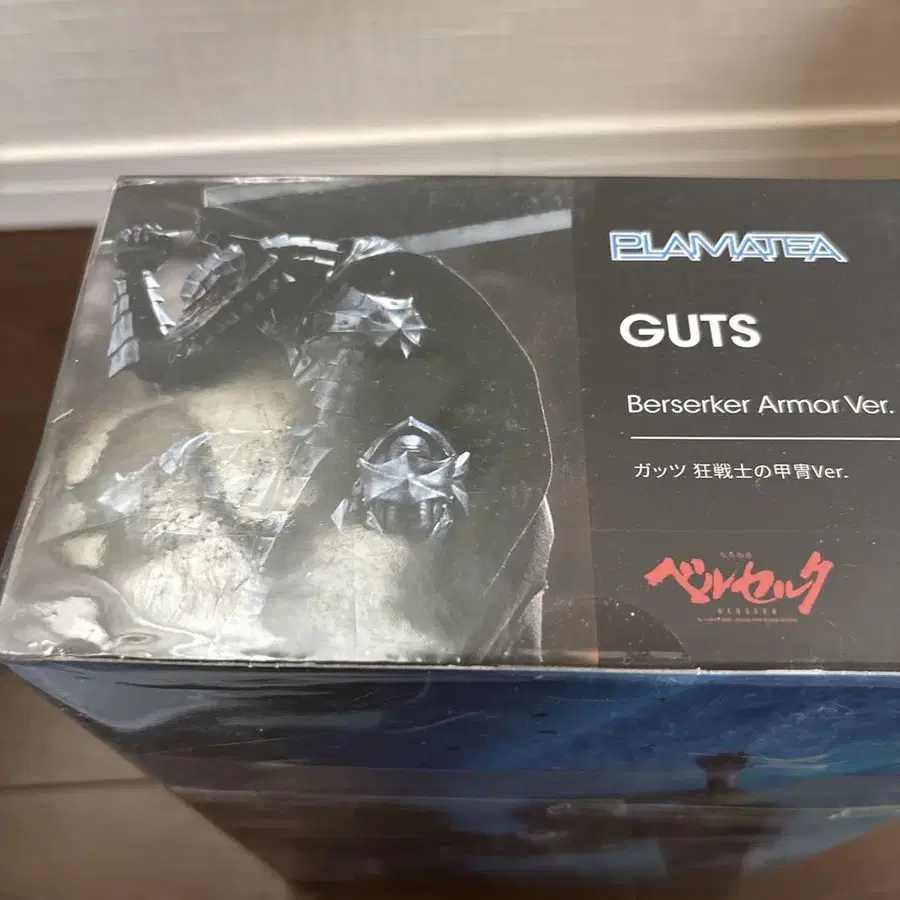 PLAMATEA
GUTS
Berserker Armor Ver.
ガッツ 狂戦士の甲冑Ver.
ベルセルク
BERSERK